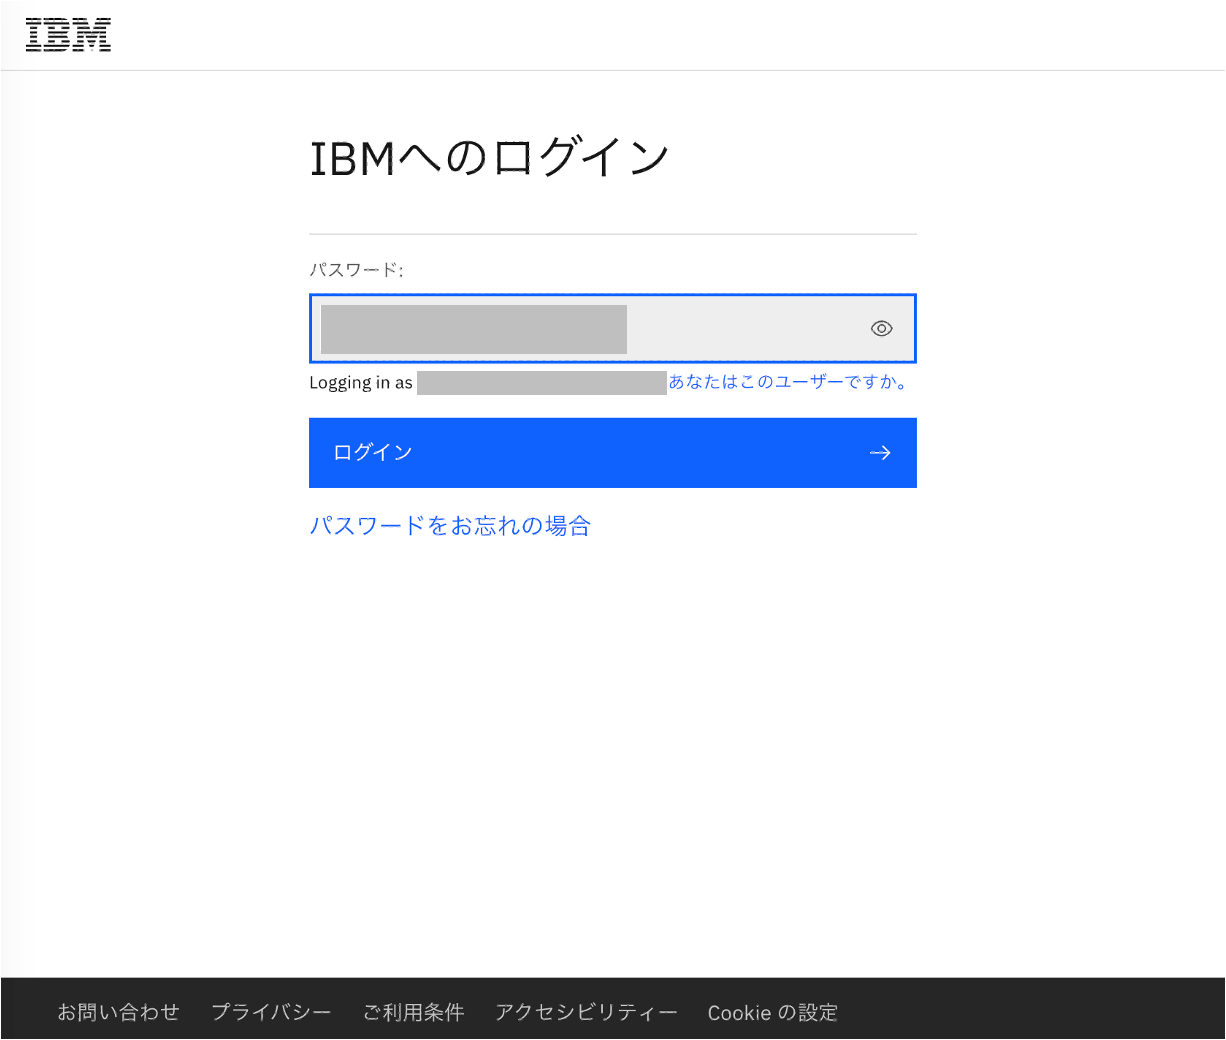 IBM
IBMへのログイン
パスワード:
Logging in as あなたはこのユーザーですか。
ログイン
パスワードをお忘れの場合
お問い合わせ プライバシー ご利用条件 アクセシビリティー Cookie の設定